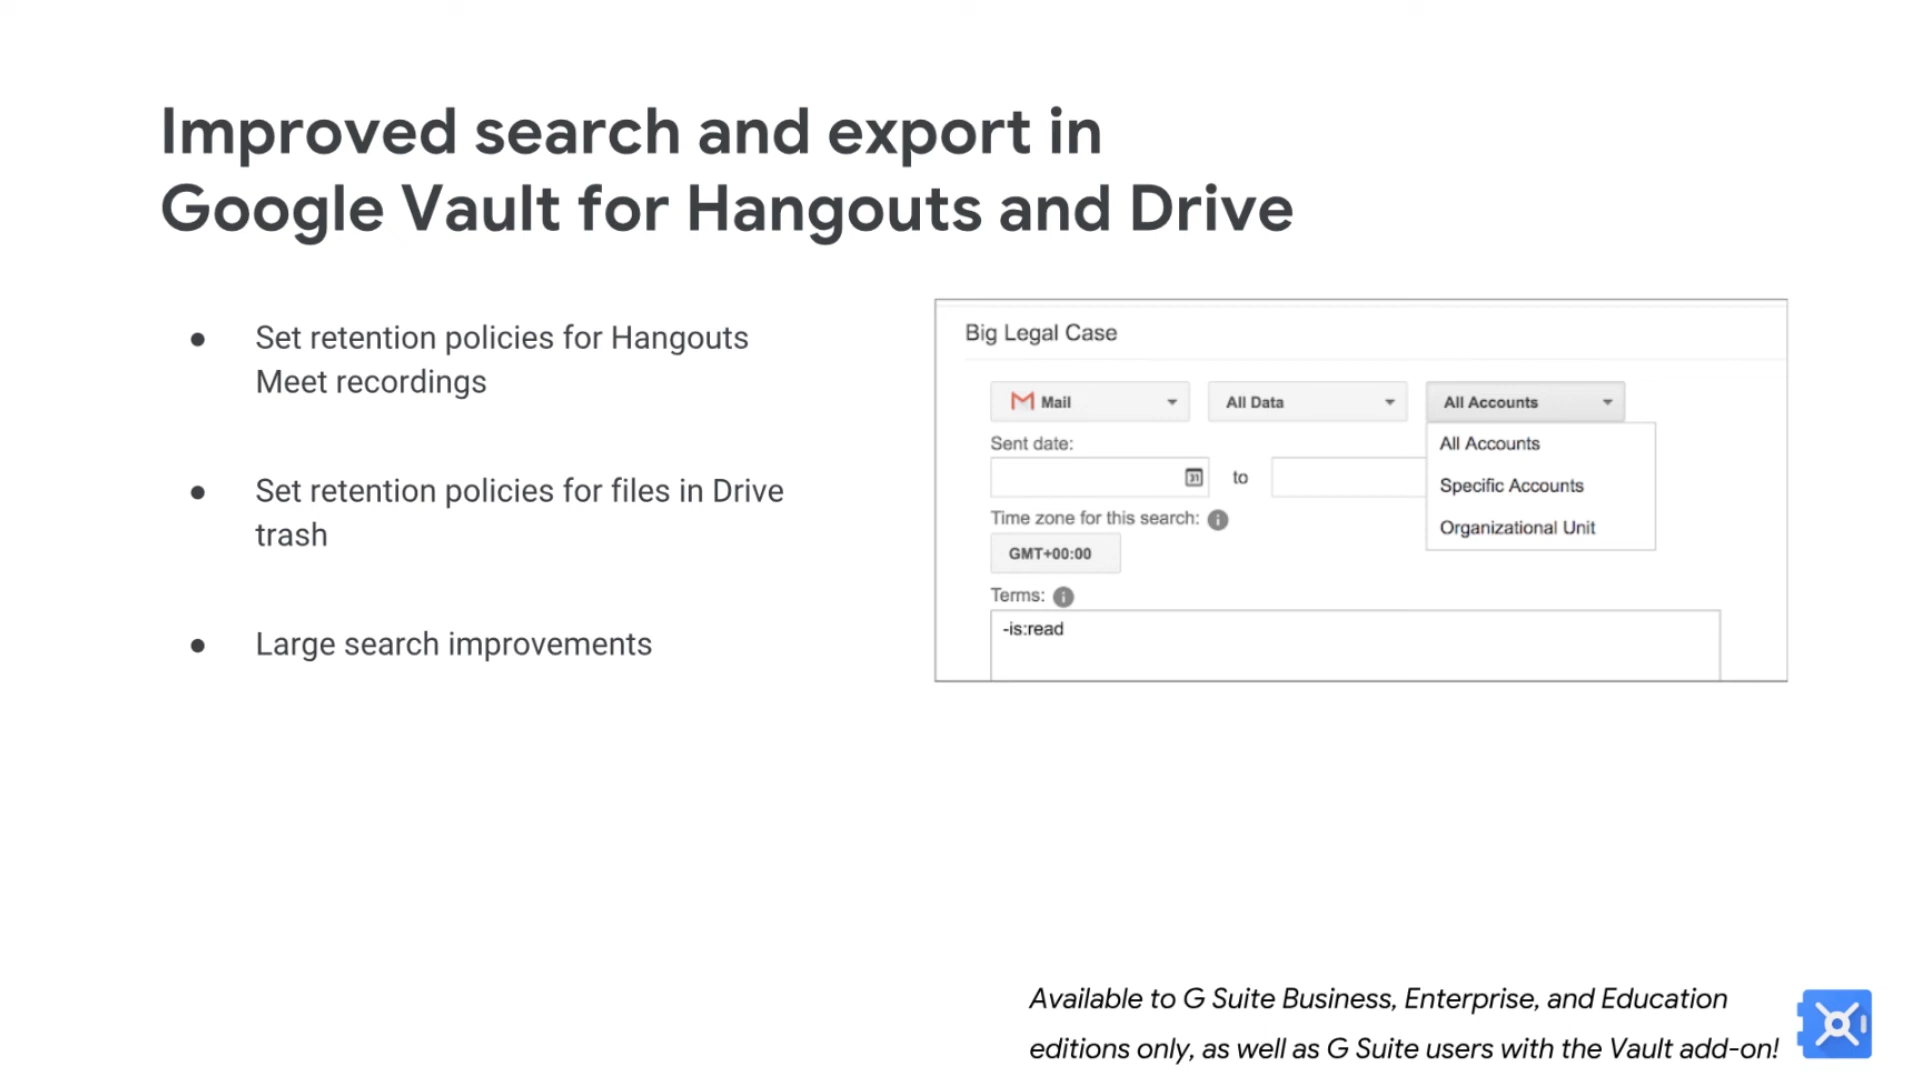 Improved search and export in
Google Vault for Hangouts and Drive
● Set retention policies for Hangouts
Meet recordings
● Set retention policies for files in Drive
trash
● Large search improvements
Big Legal Case
Mail All Data All Accounts
Sent date: All Accounts
31 to Specific Accounts
Time zone for this search: i Organizational Unit
GMT+00:00
Terms: i
-is:read
Available to G Suite Business, Enterprise, and Education
editions only, as well as G Suite users with the Vault add-on!